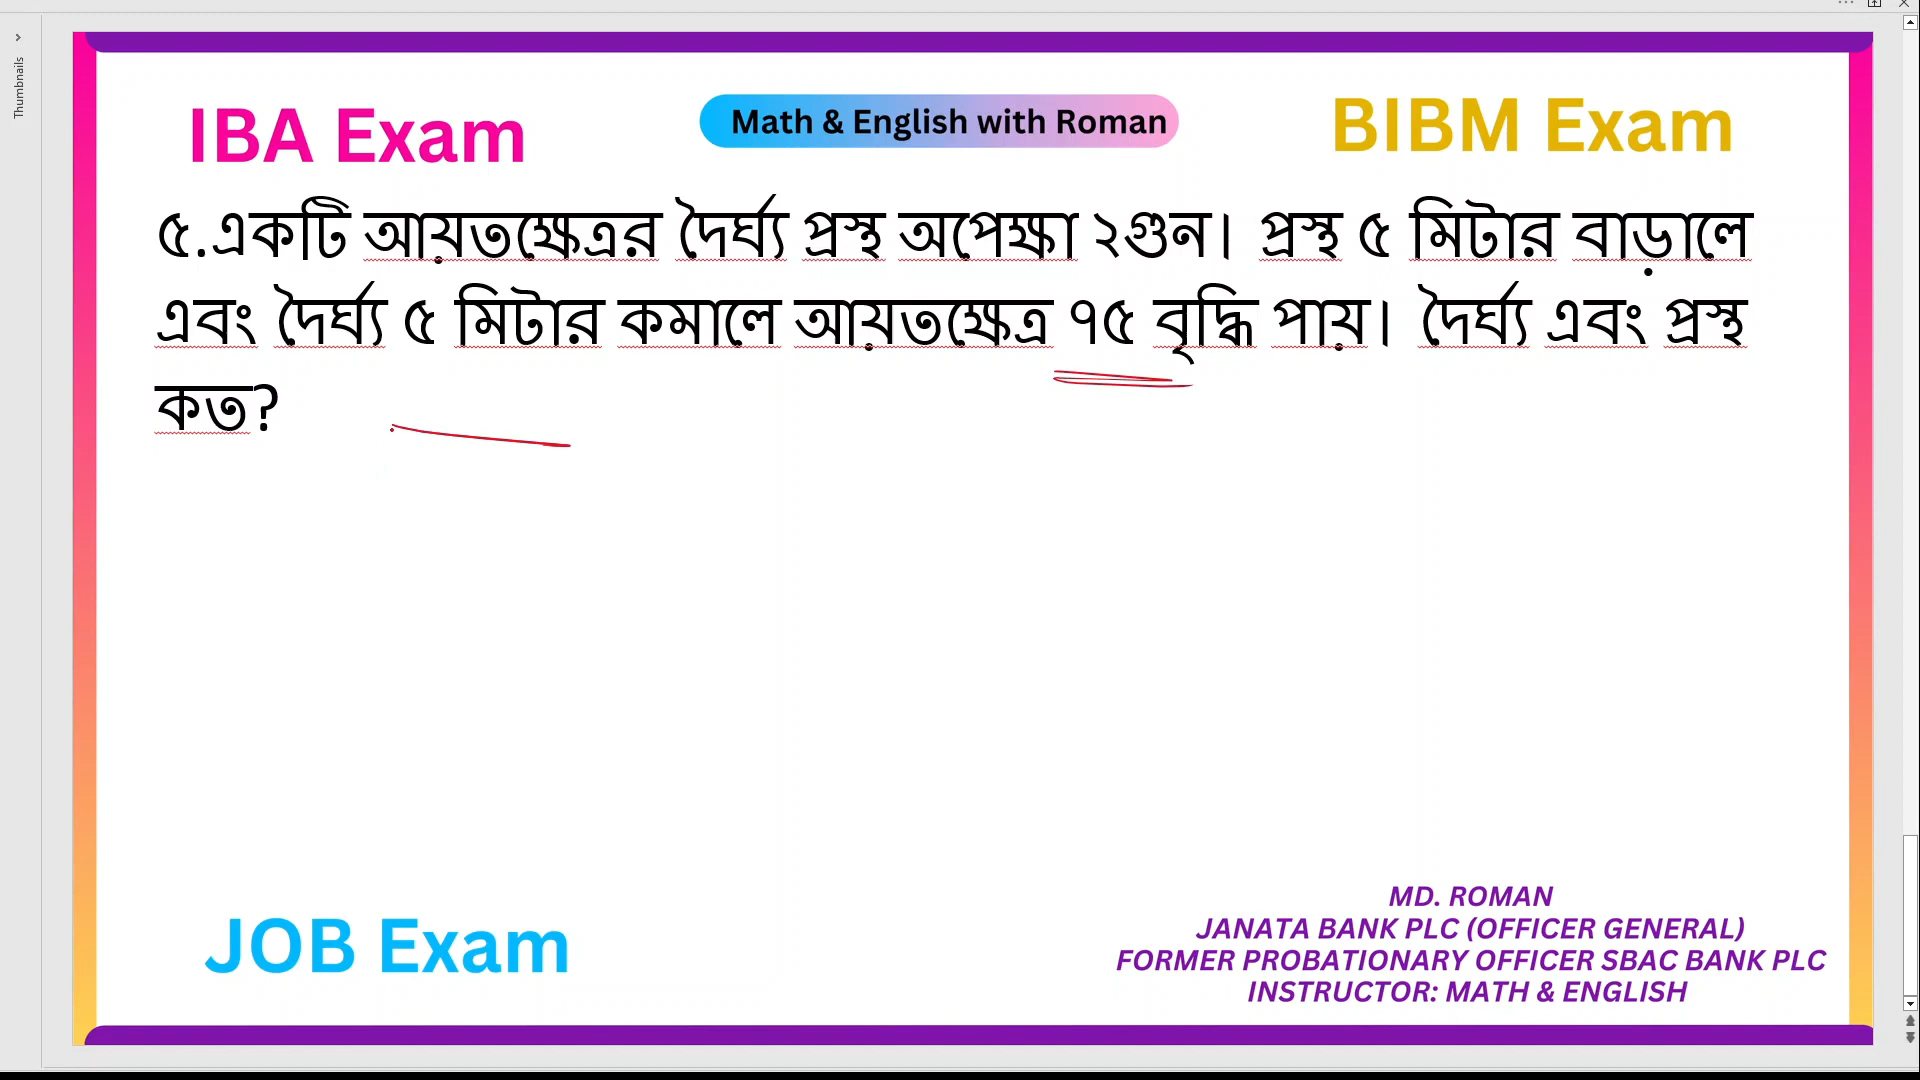 Thumbnails
IBA Exam
Math & English with Roman
BIBM Exam
৫.একটি আয়তক্ষেত্রর দৈর্ঘ্য প্রস্থ অপেক্ষা ২গুন। প্রস্থ ৫ মিটার বাড়ালে
এবং দৈর্ঘ্য ৫ মিটার কমালে আয়তক্ষেত্র ৭৫ বৃদ্ধি পায়। দৈর্ঘ্য এবং প্রস্থ
কত?
JOB Exam
MD. ROMAN
JANATA BANK PLC (OFFICER GENERAL)
FORMER PROBATIONARY OFFICER SBAC BANK PLC
INSTRUCTOR: MATH & ENGLISH